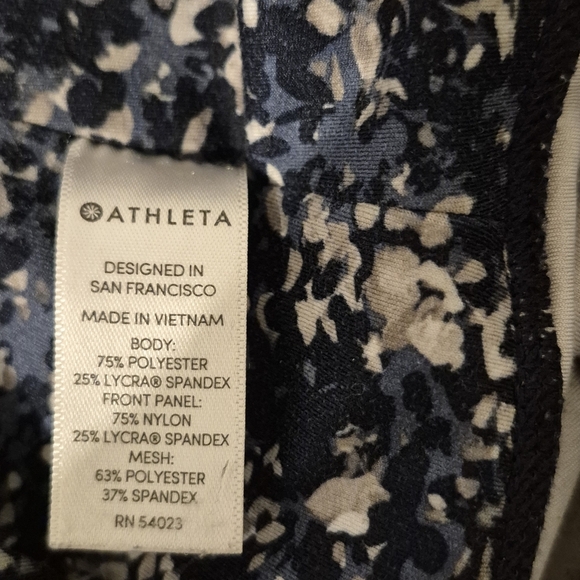 ATHLETA
DESIGNED IN
SAN FRANCISCO
MADE IN VIETNAM
BODY:
75% POLYESTER
25% LYCRA® SPANDEX
FRONT PANEL:
75% NYLON
25% LYCRA® SPANDEX
MESH:
63% POLYESTER
37% SPANDEX
RN 54023